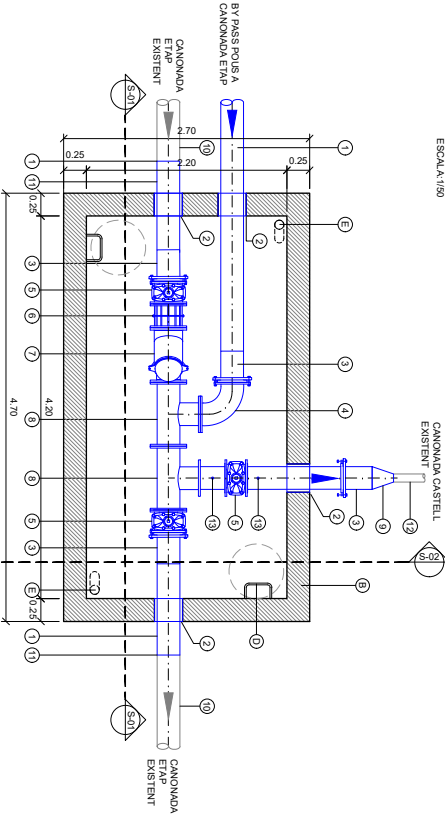 ESCALA:1/50
BY PASS POUS A
CANONADA ETAP
CANONADA
ETAP
EXISTENT
CANONADA CASTELL
EXISTENT
CANONADA
ETAP
EXISTENT
S-01
S-01
S-02
2.70
0.25
2.20
0.25
0.25
4.20
0.25
4.70
1
E
2
3
4
2
13
5
13
3
9
12
B
D
10
1
11
2
3
5
6
7
8
8
5
3
E
2
1
11
10